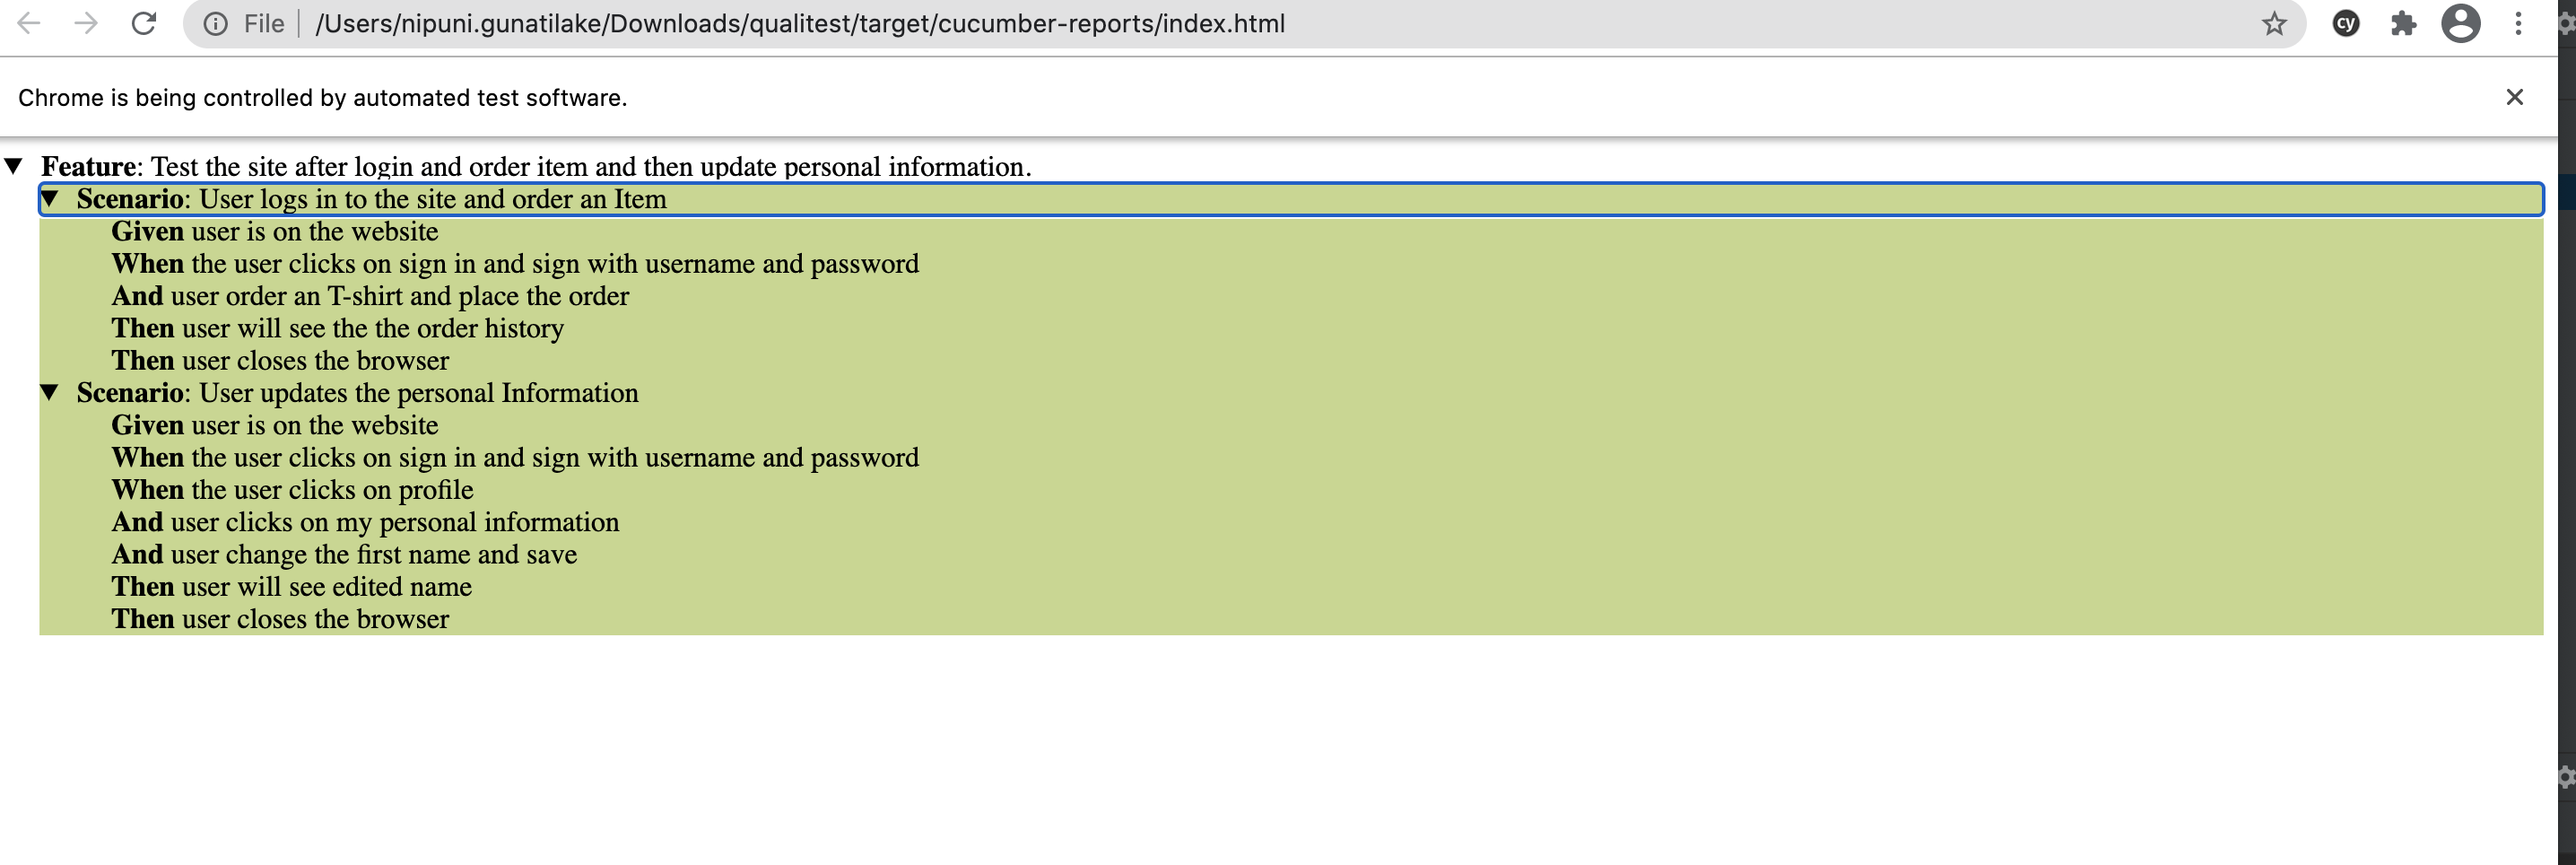 File /Users/nipuni.gunatilake/Downloads/qualitest/target/cucumber-reports/index.html cy
Chrome is being controlled by automated test software.
Feature: Test the site after login and order item and then update personal information.
Scenario: User logs in to the site and order an Item
Given user is on the website
When the user clicks on sign in and sign with username and password
And user order an T-shirt and place the order
Then user will see the the order history
Then user closes the browser
Scenario: User updates the personal Information
Given user is on the website
When the user clicks on sign in and sign with username and password
When the user clicks on profile
And user clicks on my personal information
And user change the first name and save
Then user will see edited name
Then user closes the browser